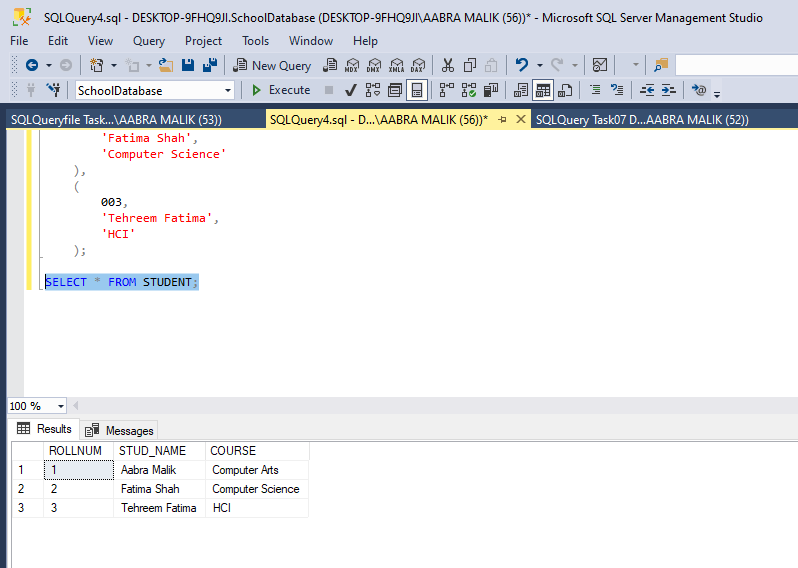 SQLQuery4.sql - DESKTOP-9FHQ9JI.SchoolDatabase (DESKTOP-9FHQ9JI\AABRA MALIK (56))* - Microsoft SQL Server Management Studio
File Edit View Query Project Tools Window Help
New Query MDX DMX XMLA DAX
SchoolDatabase Execute
SQLQueryfile Task...\AABRA MALIK (53)) SQLQuery4.sql - D...\AABRA MALIK (56))* SQLQuery Task07 D...AABRA MALIK (52))
'Fatima Shah',
'Computer Science'
),
(
003,
'Tehreem Fatima',
'HCI'
);
SELECT * FROM STUDENT;
100 %
Results Messages
ROLLNUM STUD_NAME COURSE
1 1 Aabra Malik Computer Arts
2 2 Fatima Shah Computer Science
3 3 Tehreem Fatima HCI